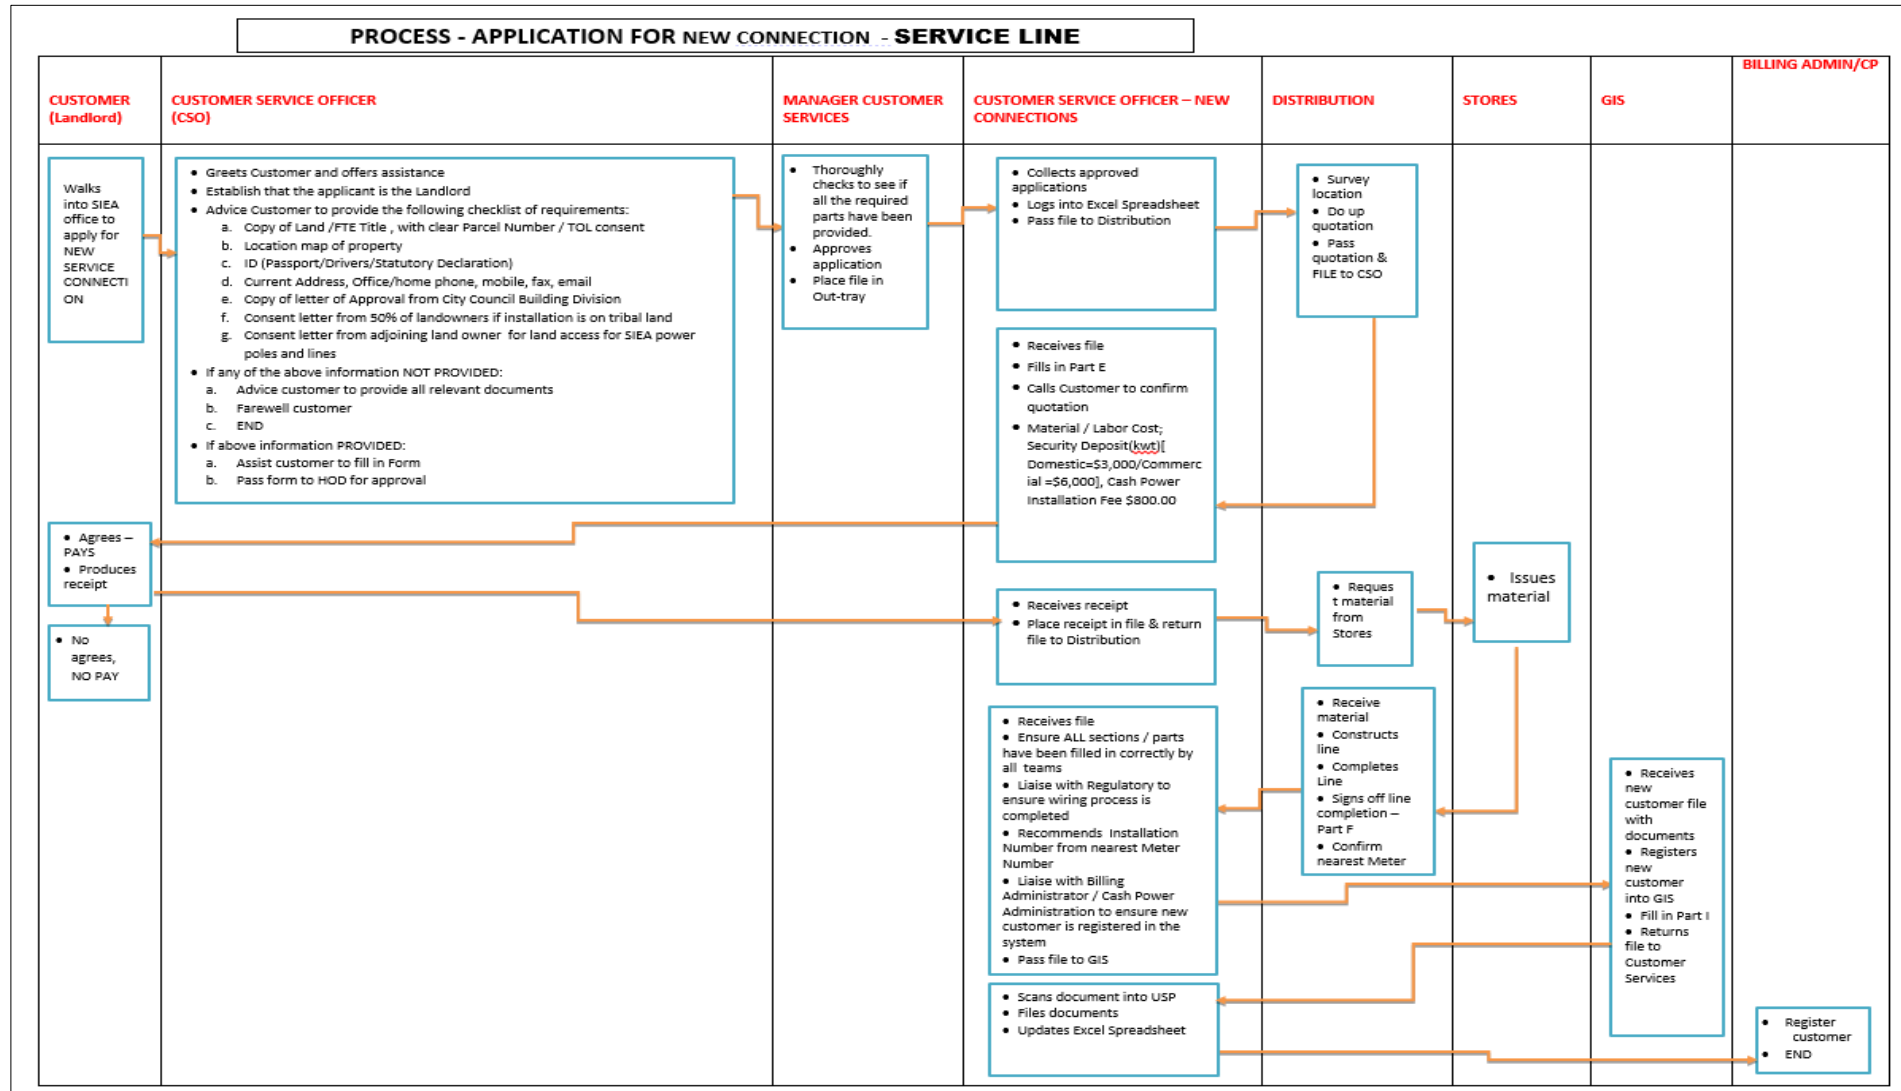 PROCESS - APPLICATION FOR NEW CONNECTION - SERVICE LINE
CUSTOMER
(Landlord)
CUSTOMER SERVICE OFFICER
(CSO)
MANAGER CUSTOMER
SERVICES
CUSTOMER SERVICE OFFICER – NEW
CONNECTIONS
DISTRIBUTION
STORES
GIS
BILLING ADMIN/CP
Walks
into SIEA
office to
apply for
NEW
SERVICE
CONNECTI
ON
• Greets Customer and offers assistance
• Establish that the applicant is the Landlord
• Advice Customer to provide the following checklist of requirements:
a. Copy of Land /FTE Title , with clear Parcel Number / TOL consent
b. Location map of property
c. ID (Passport/Drivers/Statutory Declaration)
d. Current Address, Office/home phone, mobile, fax, email
e. Copy of letter of Approval from City Council Building Division
f. Consent letter from 50% of landowners if installation is on tribal land
g. Consent letter from adjoining land owner for land access for SIEA power
poles and lines
• If any of the above information NOT PROVIDED:
a. Advice customer to provide all relevant documents
b. Farewell customer
c. END
• If above information PROVIDED:
a. Assist customer to fill in Form
b. Pass form to HOD for approval
• Thoroughly
checks to see if
all the required
parts have been
provided.
• Approves
application
• Place file in
Out-tray
• Collects approved
applications
• Logs into Excel Spreadsheet
• Pass file to Distribution
• Survey
location
• Do up
quotation
• Pass
quotation &
FILE to CSO
• Receives file
• Fills in Part E
• Calls Customer to confirm
quotation
• Material / Labor Cost;
Security Deposit(kwt)[
Domestic=$3,000/Commerc
ial =$6,000], Cash Power
Installation Fee $800.00
• Agrees –
PAYS
• Produces
receipt
• No
agrees,
NO PAY
• Receives receipt
• Place receipt in file & return
file to Distribution
• Reques
t material
from
Stores
• Issues
material
• Receive
material
• Constructs
line
• Completes
Line
• Signs off line
completion –
Part F
• Confirm
nearest Meter
• Receives file
• Ensure ALL sections / parts
have been filled in correctly by
all teams
• Liaise with Regulatory to
ensure wiring process is
completed
• Recommends Installation
Number from nearest Meter
Number
• Liaise with Billing
Administrator / Cash Power
Administration to ensure new
customer is registered in the
system
• Pass file to GIS
• Receives
new
customer file
with
documents
• Registers
new
customer
into GIS
• Fill in Part I
• Returns
file to
Customer
Services
• Scans document into USP
• Files documents
• Updates Excel Spreadsheet
• Register
customer
• END